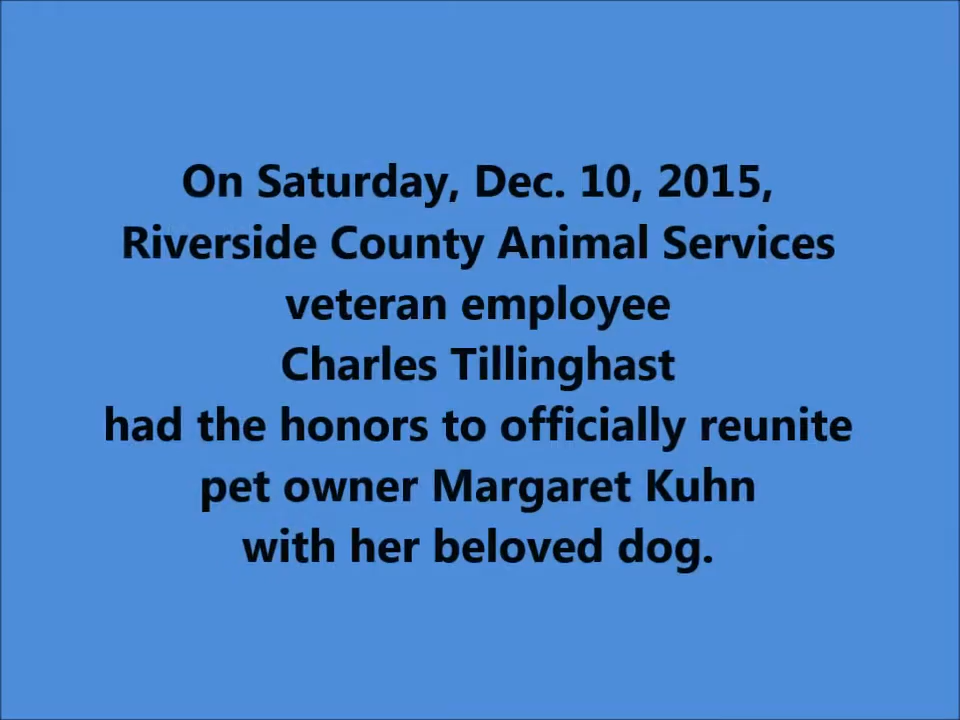 On Saturday, Dec. 10, 2015,
Riverside County Animal Services
veteran employee
Charles Tillinghast
had the honors to officially reunite
pet owner Margaret Kuhn
with her beloved dog.